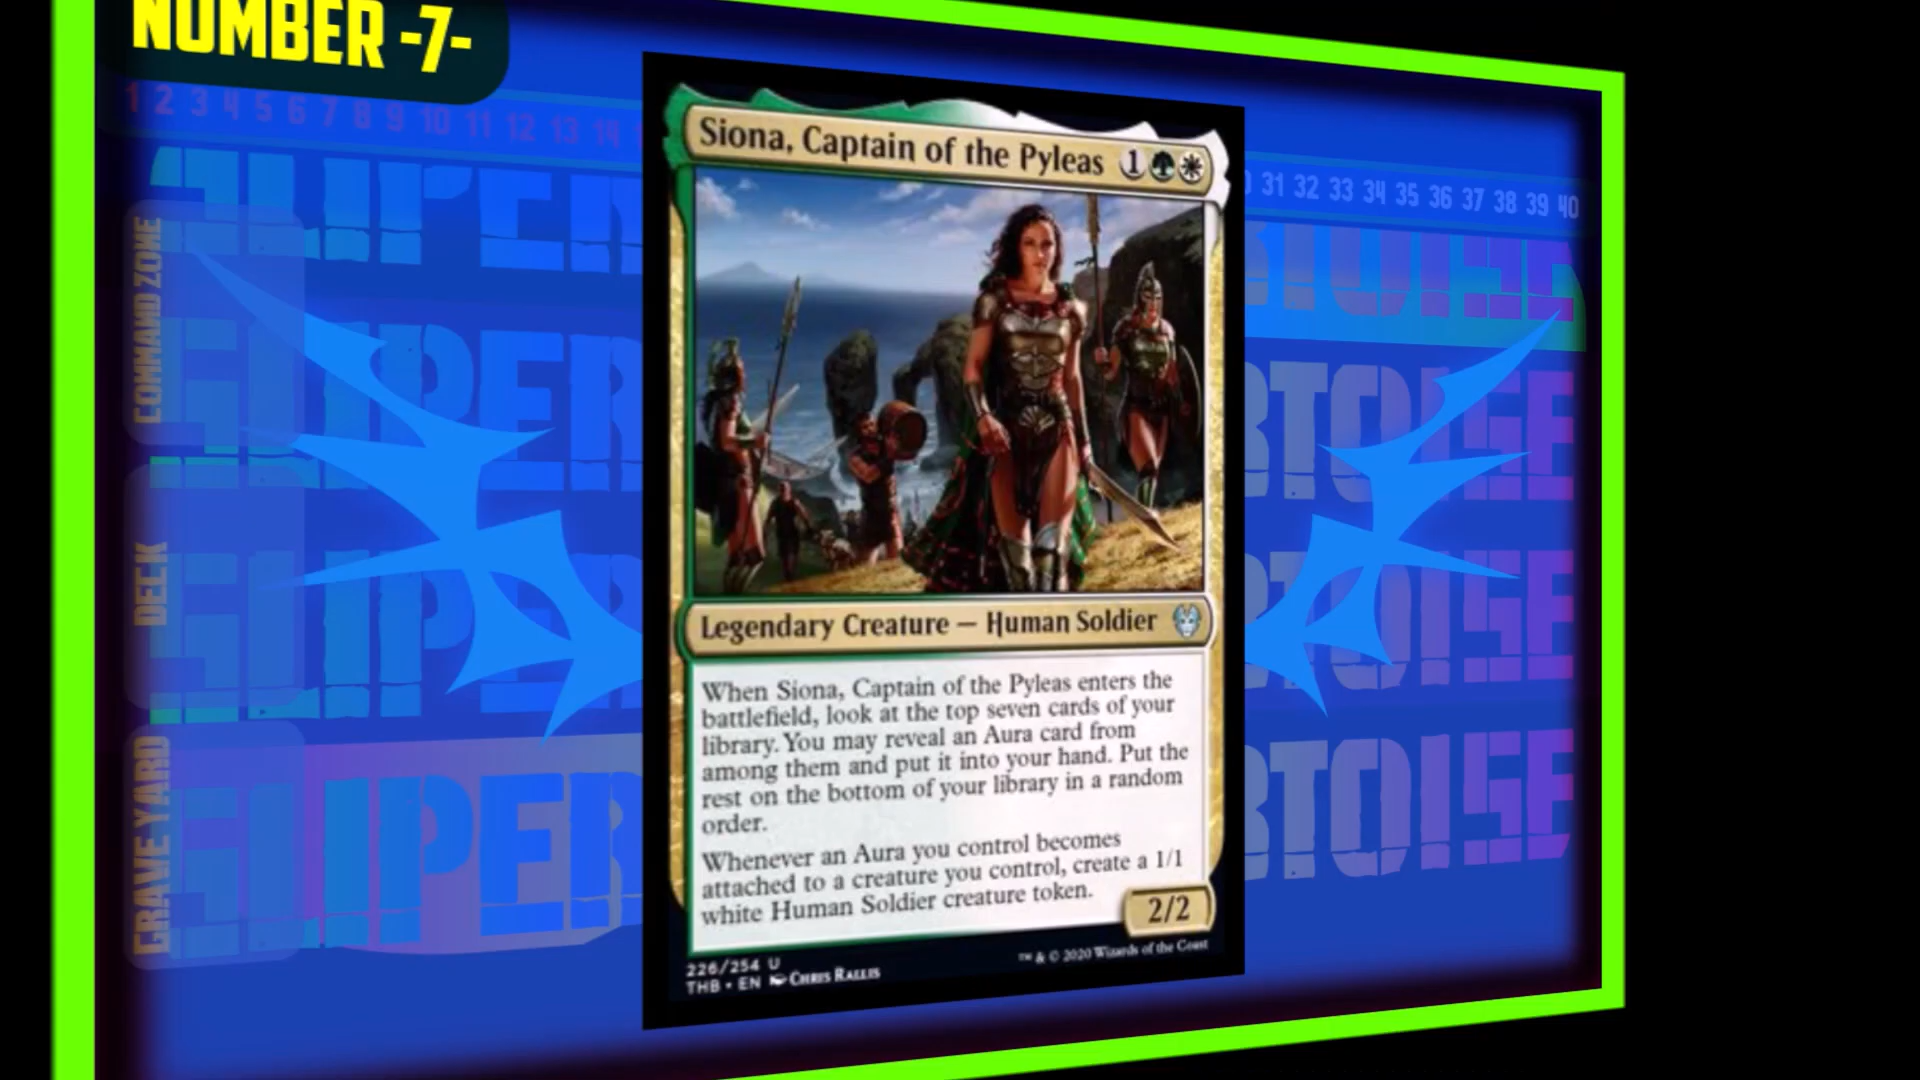 NUMBER -7-
1 2 3 4 5 6 7 8 9 10 11 12 13 14
31 32 33 34 35 36 37 38 39 40
COMMAND ZONE
DECK
GRAVE YARD
SUPER
SUPER
SUPER
SUPER
Siona, Captain of the Pyleas 1
Legendary Creature — Human Soldier
When Siona, Captain of the Pyleas enters the
battlefield, look at the top seven cards of your
library. You may reveal an Aura card from
among them and put it into your hand. Put the
rest on the bottom of your library in a random
order.
Whenever an Aura you control becomes
attached to a creature you control, create a 1/1
white Human Soldier creature token.
2/2
226/254 U
THB • EN Chris Rallis
™ & © 2020 Wizards of the Coast